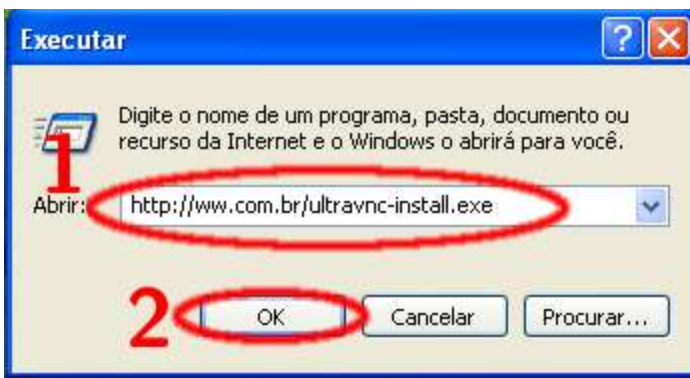 Executar
Digite o nome de um programa, pasta, documento ou
recurso da Internet e o Windows o abrirá para você.
1
Abrir: http://ww.com.br/ultravnc-install.exe
2 OK Cancelar Procurar...